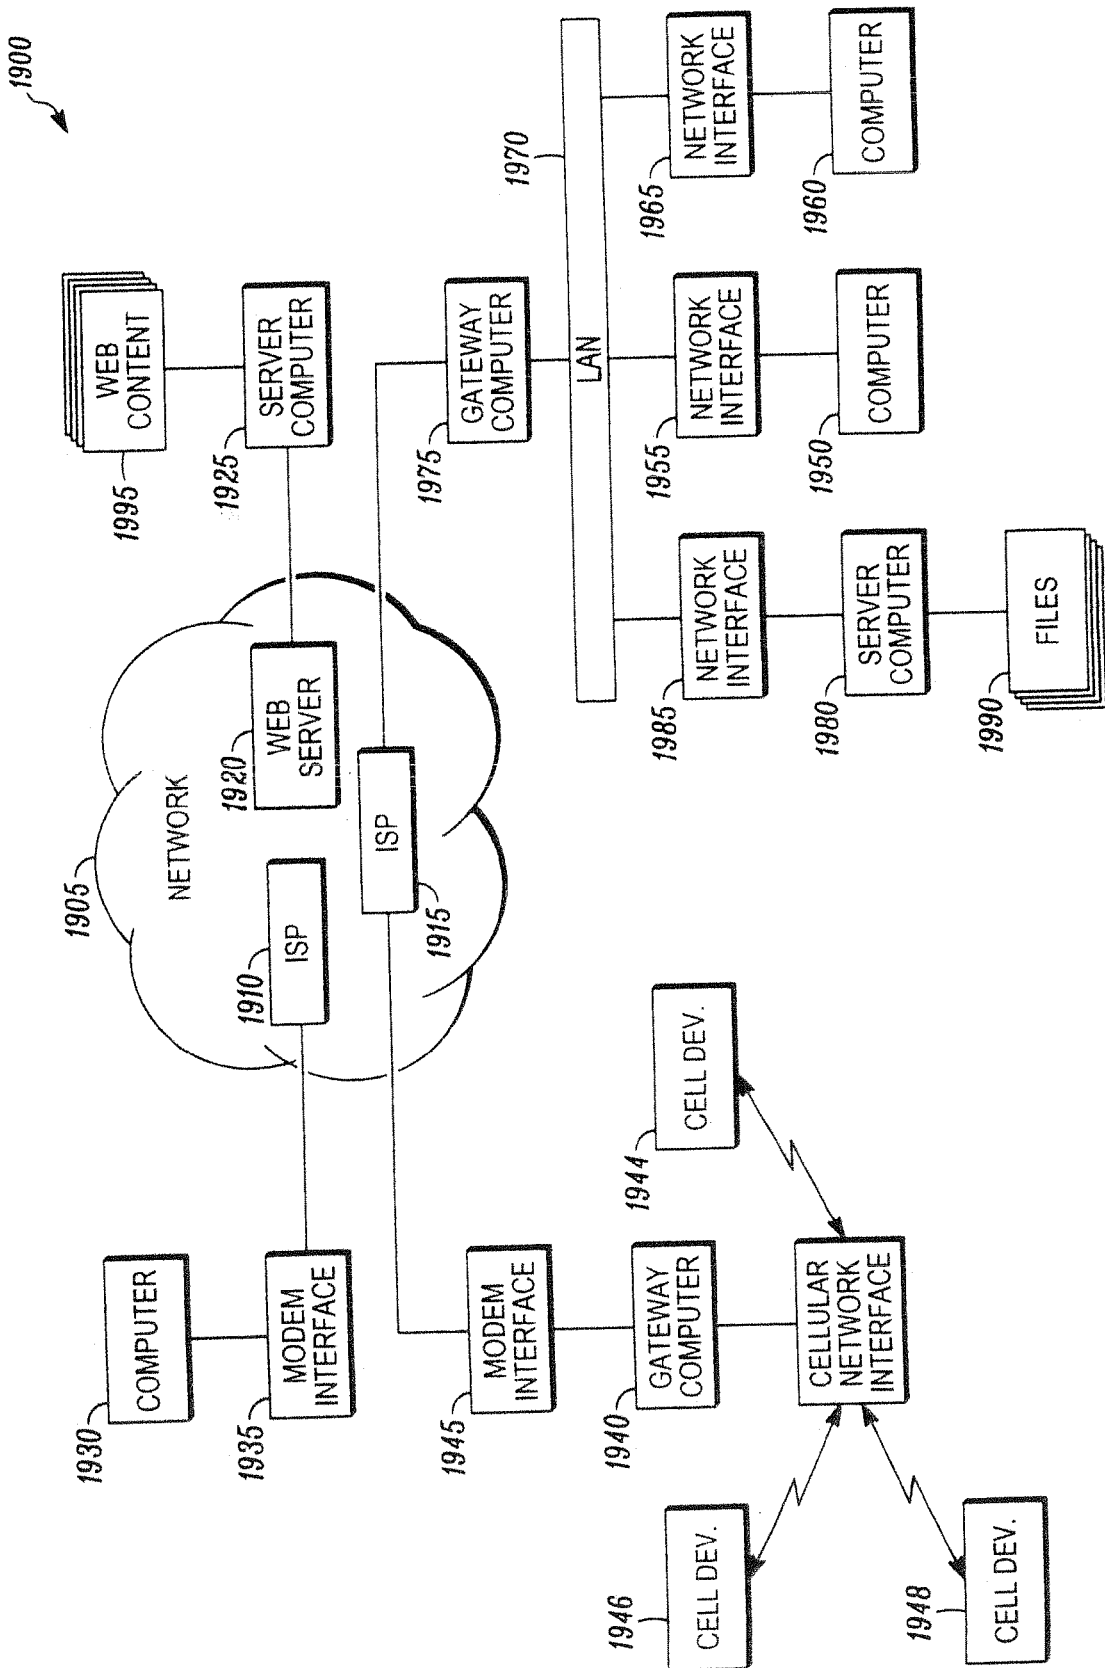 1900
1930
COMPUTER
1935
MODEM
INTERFACE
1945
MODEM
INTERFACE
1940
GATEWAY
COMPUTER
CELLULAR
NETWORK
INTERFACE
1946
CELL DEV.
1948
CELL DEV.
1944
CELL DEV.
1905
NETWORK
1910
ISP
1920
WEB
SERVER
1915
ISP
1995
WEB
CONTENT
1925
SERVER
COMPUTER
1975
GATEWAY
COMPUTER
1970
LAN
1985
NETWORK
INTERFACE
1980
SERVER
COMPUTER
1990
FILES
1955
NETWORK
INTERFACE
1950
COMPUTER
1965
NETWORK
INTERFACE
1960
COMPUTER